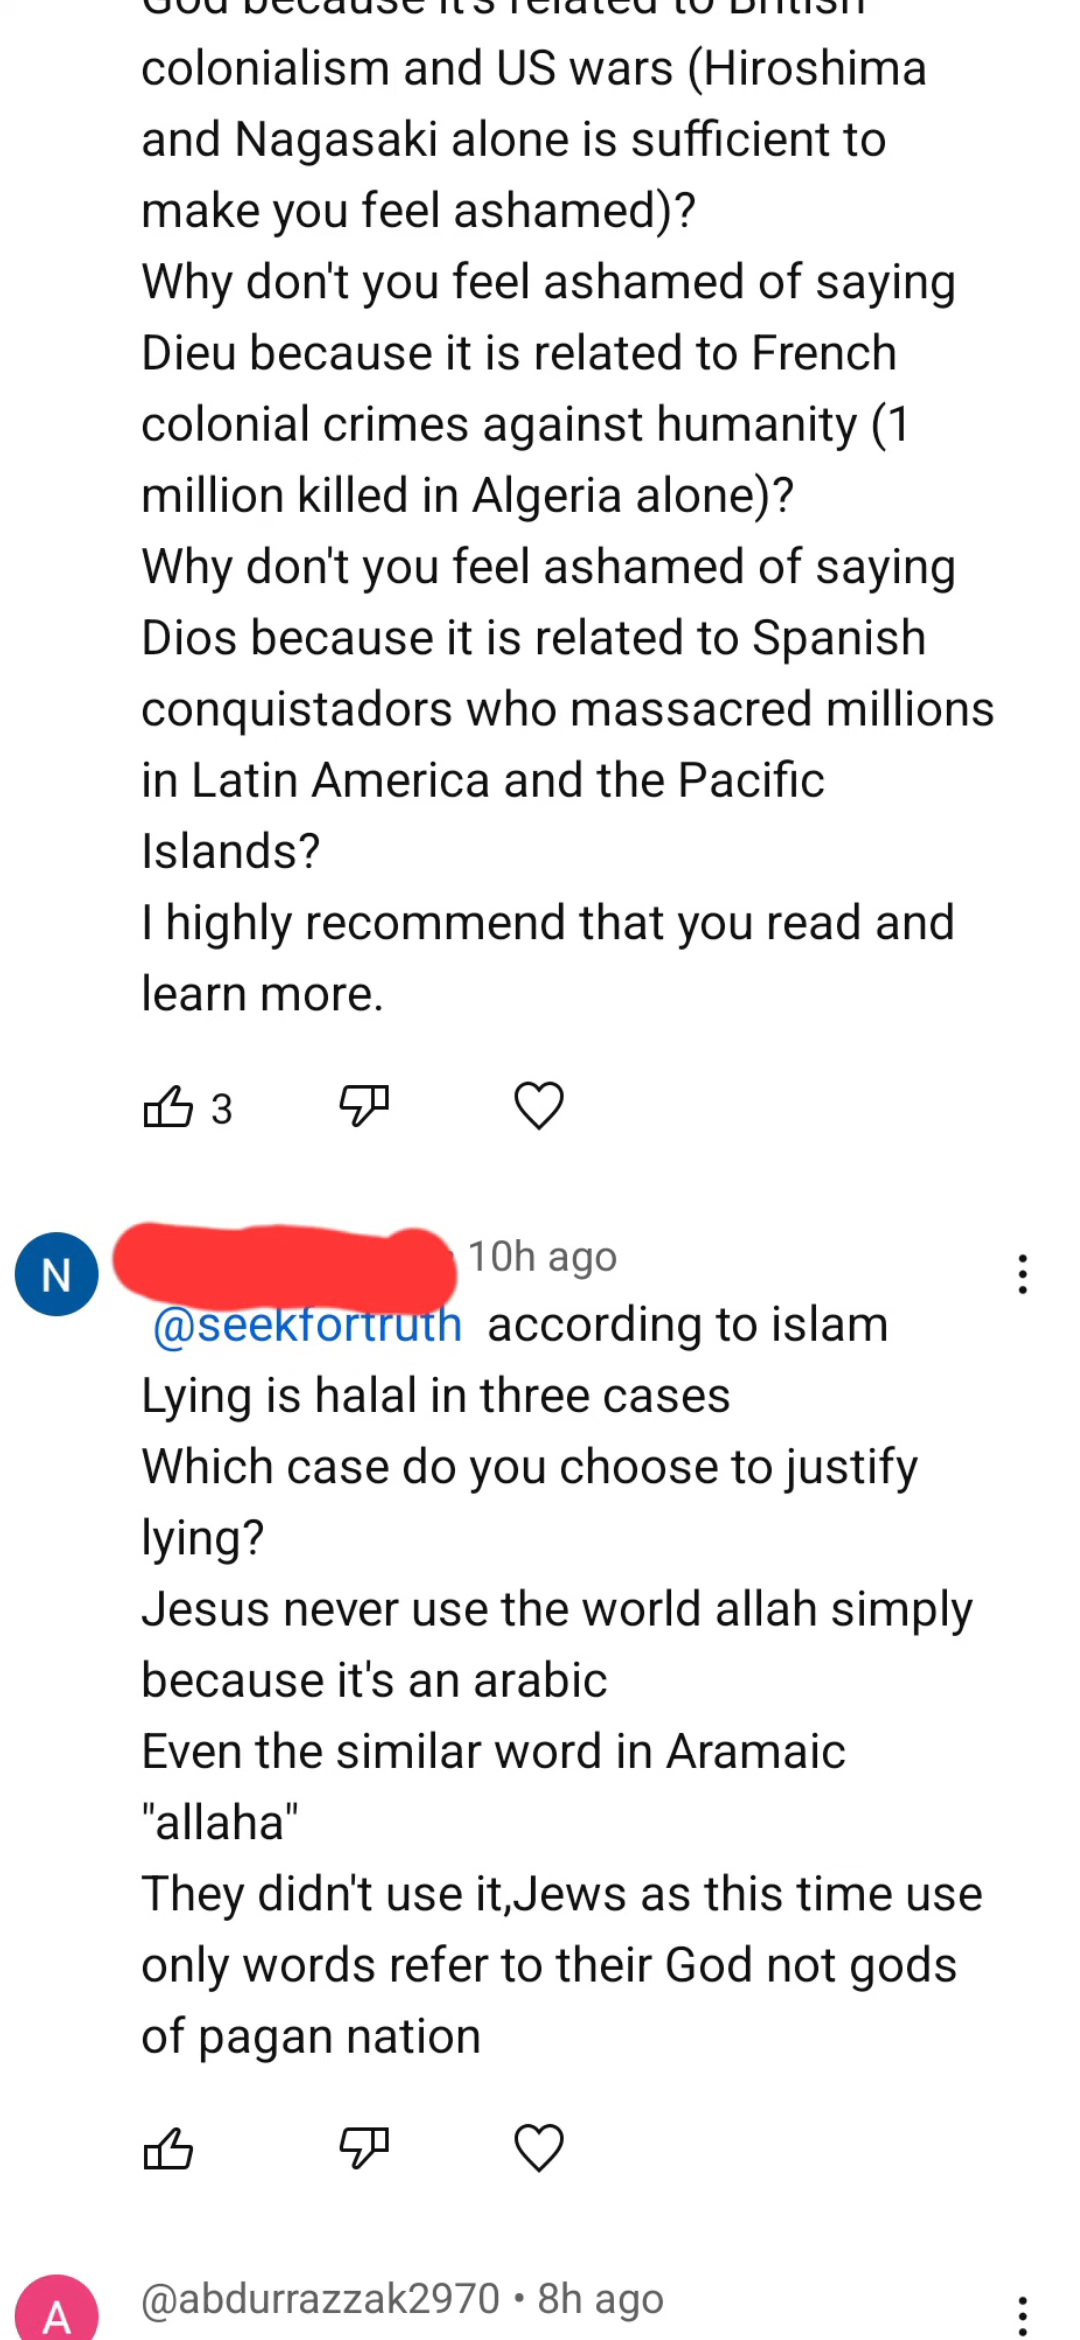 God because it's related to British
colonialism and US wars (Hiroshima
and Nagasaki alone is sufficient to
make you feel ashamed)?
Why don't you feel ashamed of saying
Dieu because it is related to French
colonial crimes against humanity (1
million killed in Algeria alone)?
Why don't you feel ashamed of saying
Dios because it is related to Spanish
conquistadors who massacred millions
in Latin America and the Pacific
Islands?
I highly recommend that you read and
learn more.
3
N
10h ago
@seekfortruth according to islam
Lying is halal in three cases
Which case do you choose to justify
lying?
Jesus never use the world allah simply
because it's an arabic
Even the similar word in Aramaic
"allaha"
They didn't use it,Jews as this time use
only words refer to their God not gods
of pagan nation
A
@abdurrazzak2970 • 8h ago